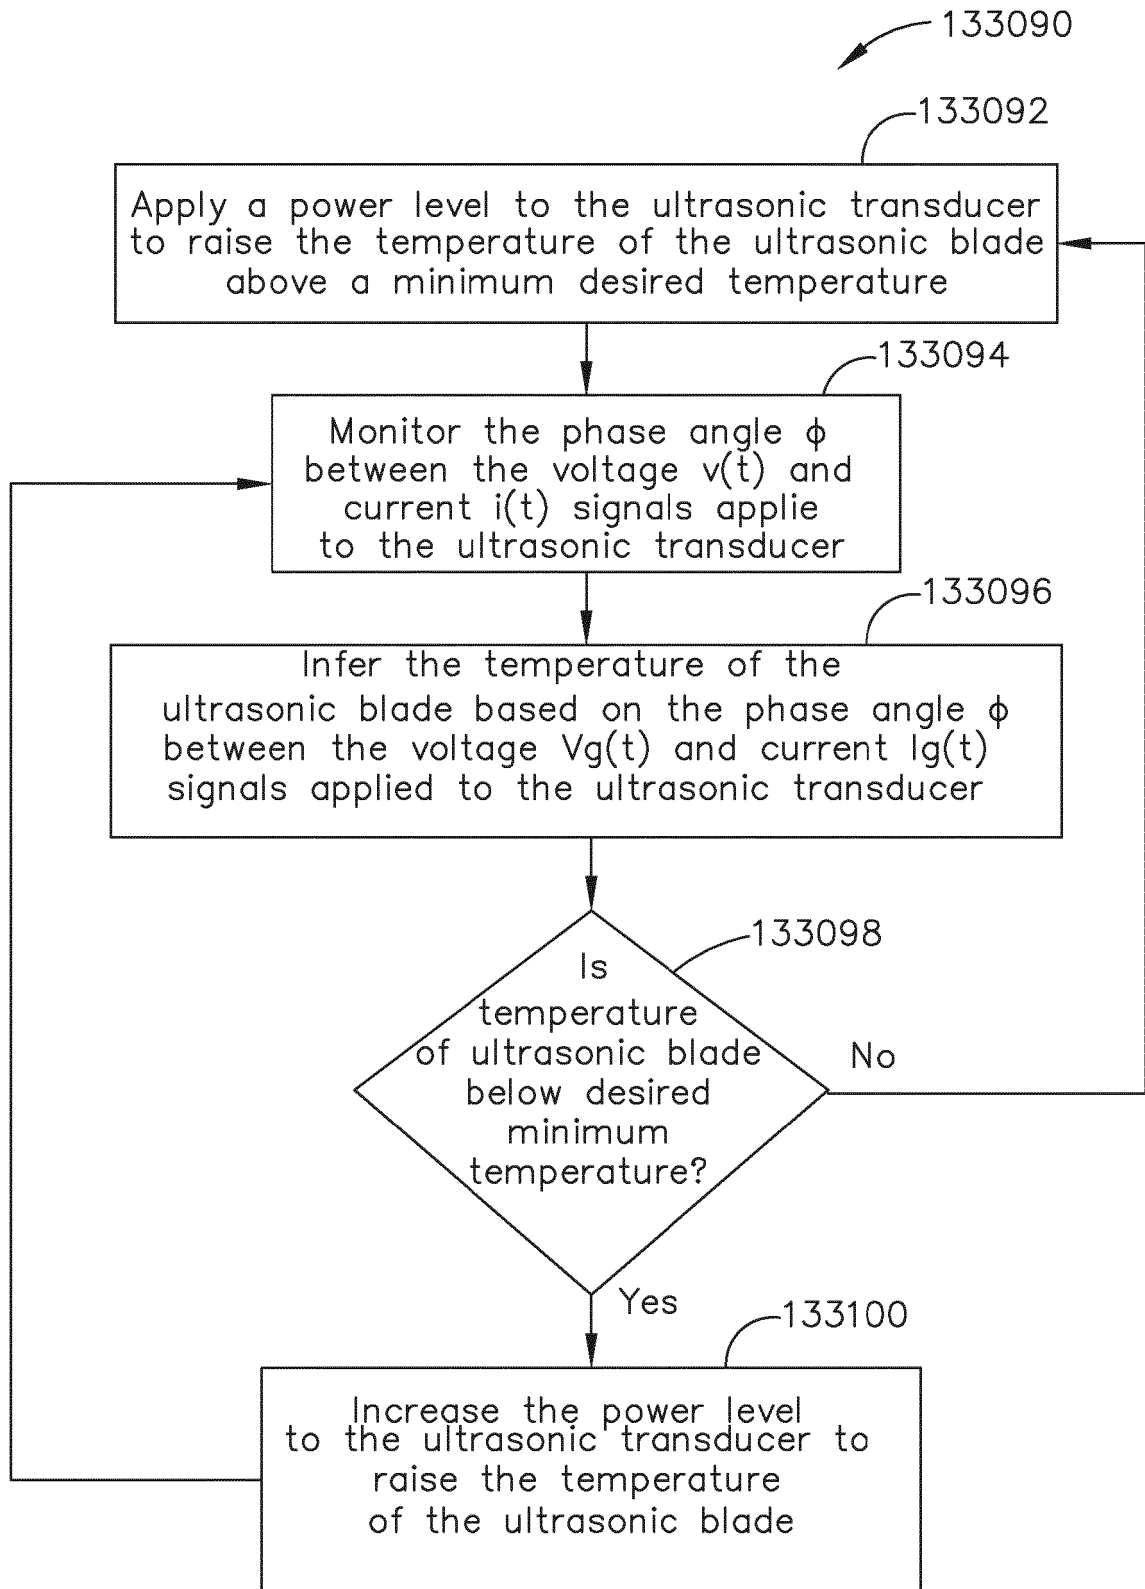 133090
133092
Apply a power level to the ultrasonic transducer
to raise the temperature of the ultrasonic blade
above a minimum desired temperature
133094
Monitor the phase angle ϕ
between the voltage v(t) and
current i(t) signals applie
to the ultrasonic transducer
133096
Infer the temperature of the
ultrasonic blade based on the phase angle ϕ
between the voltage Vg(t) and current Ig(t)
signals applied to the ultrasonic transducer
133098
Is
temperature
of ultrasonic blade
below desired
minimum
temperature?
No
Yes
133100
Increase the power level
to the ultrasonic transducer to
raise the temperature
of the ultrasonic blade